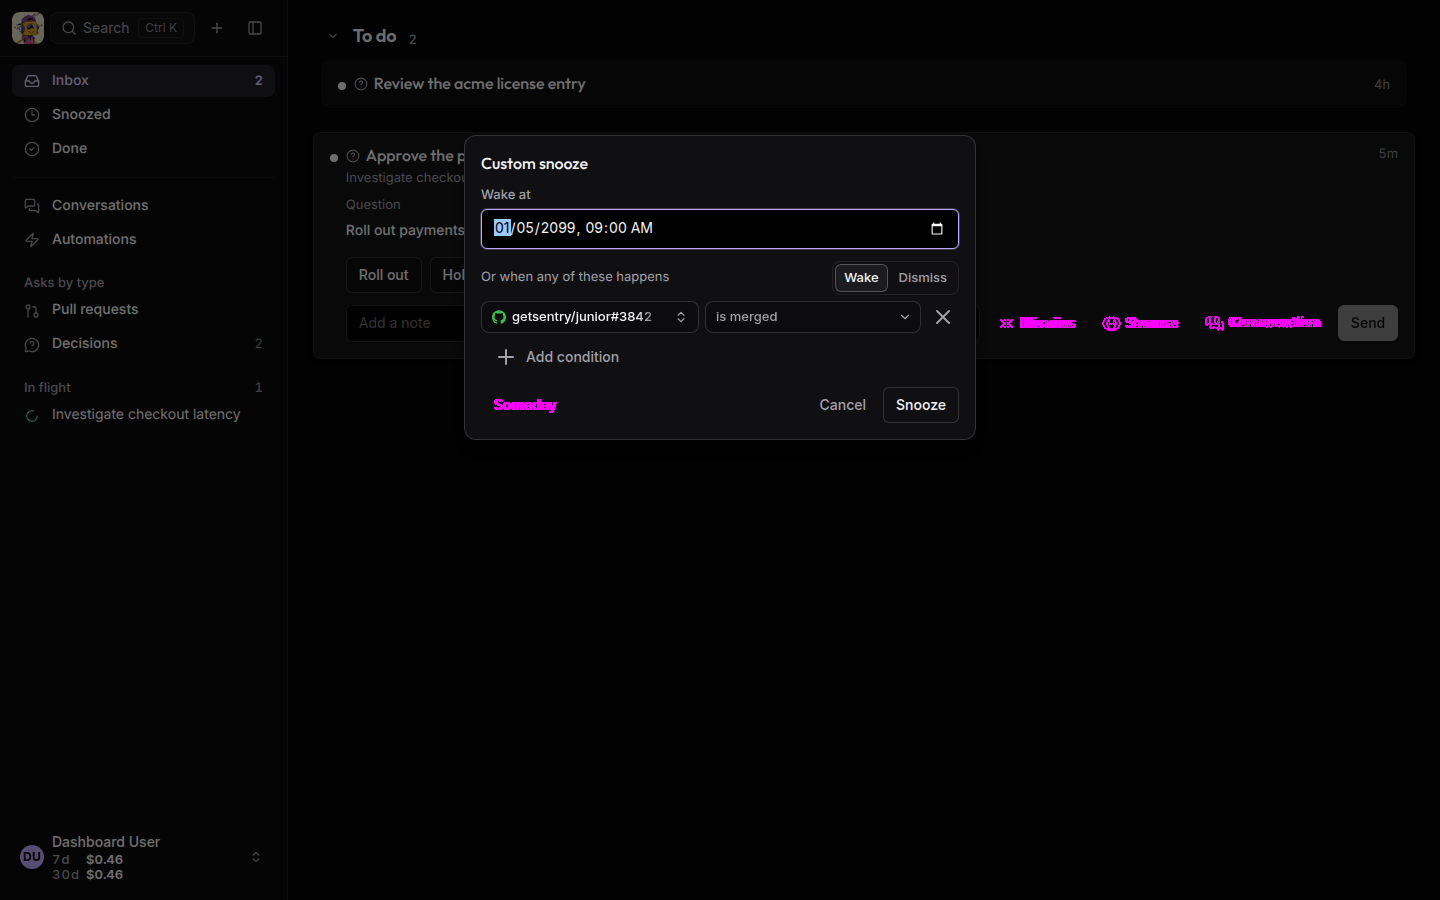 Search Ctrl K
Inbox 2
Snoozed
Done
Conversations
Automations
Asks by type
Pull requests
Decisions 2
In flight 1
Investigate checkout latency
Dashboard User
DU
7d $0.46
30d $0.46
To do 2
Review the acme license entry 4h
Approve the p 5m
Investigate checkou
Question
Roll out payments
Roll out Hol
Add a note
Send
Custom snooze
Wake at
01/05/2099, 09:00 AM
Or when any of these happens Wake Dismiss
getsentry/junior#3842 is merged
Add condition
Someday Cancel Snooze